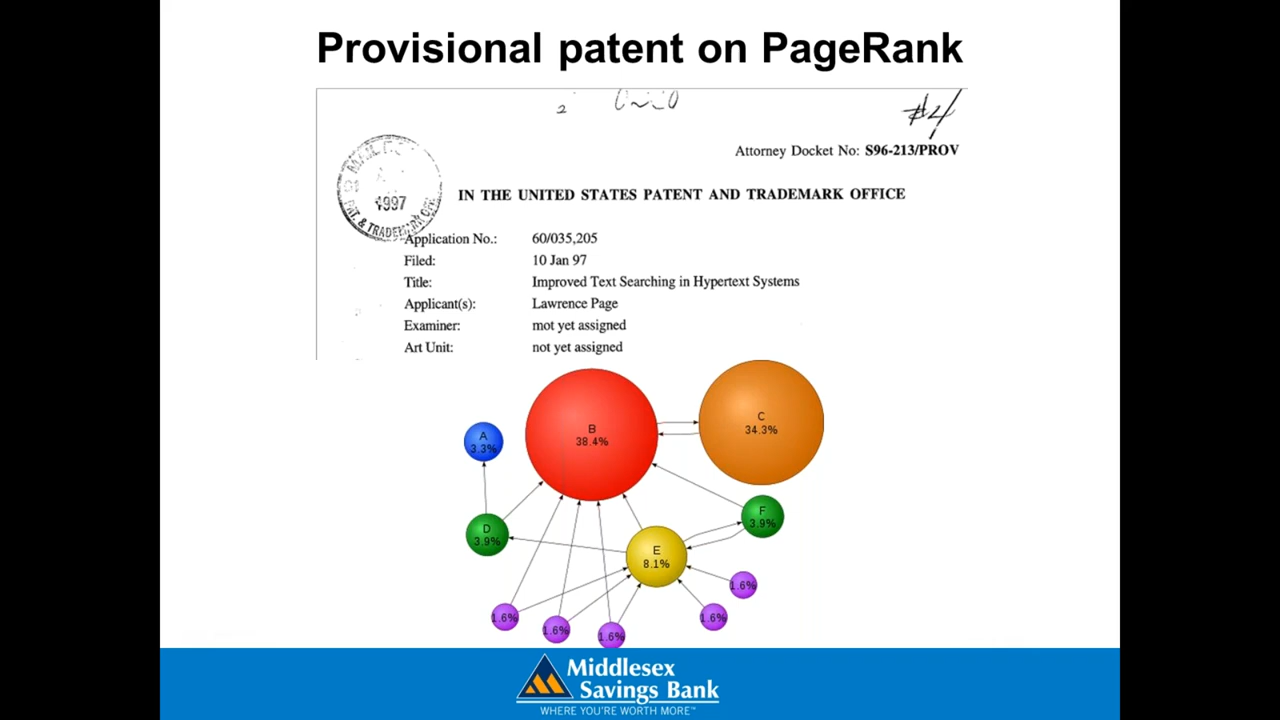 Provisional patent on PageRank
#4
Attorney Docket No: S96-213/PROV
IN THE UNITED STATES PATENT AND TRADEMARK OFFICE
1997
PAT. & TRADEMARK
Application No.: 60/035,205
Filed: 10 Jan 97
Title: Improved Text Searching in Hypertext Systems
Applicant(s): Lawrence Page
Examiner: mot yet assigned
Art Unit: not yet assigned
B
38.4%
C
34.3%
A
3.3%
D
3.9%
F
3.9%
E
8.1%
1.6%
1.6%
1.6%
1.6%
1.6%
Middlesex
Savings Bank
WHERE YOU'RE WORTH MORE™